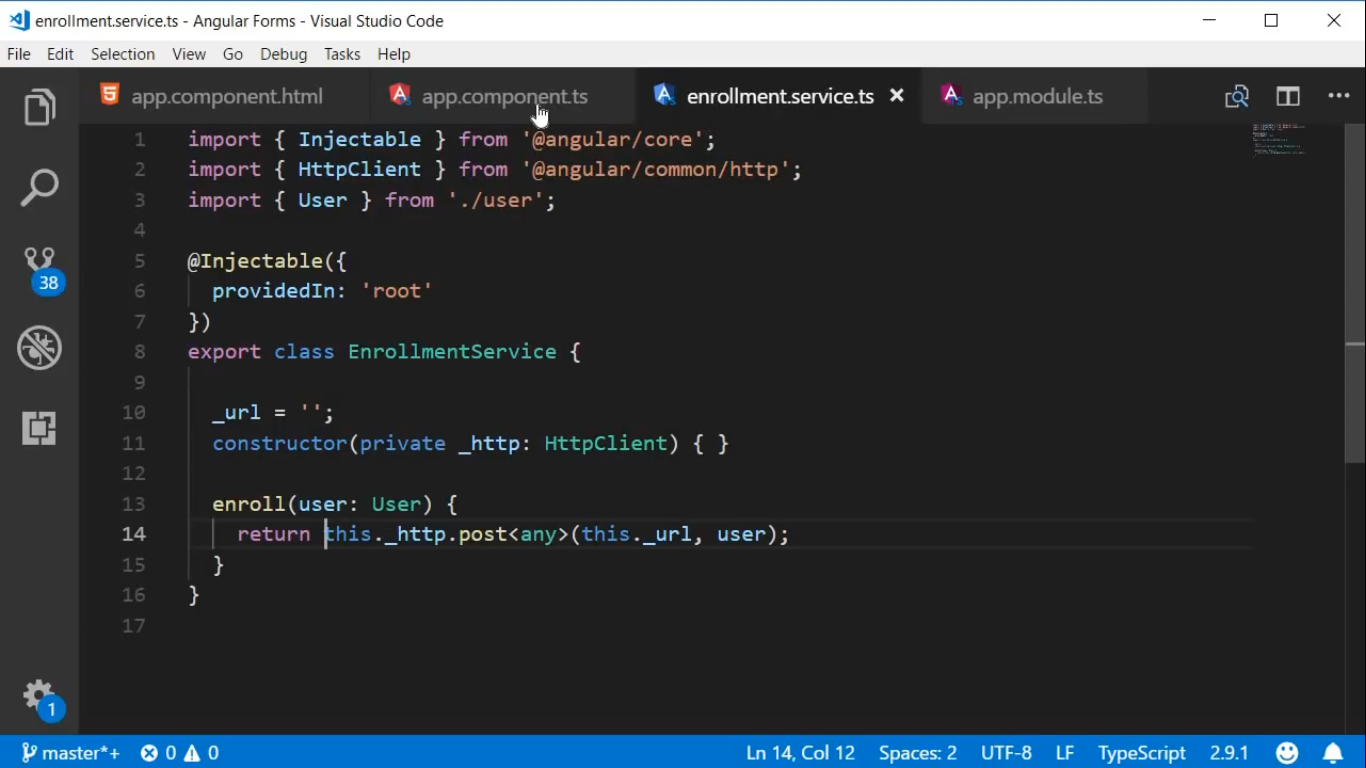 enrollment.service.ts - Angular Forms - Visual Studio Code
File Edit Selection View Go Debug Tasks Help
app.component.html app.component.ts enrollment.service.ts app.module.ts
1 import { Injectable } from '@angular/core';
2 import { HttpClient } from '@angular/common/http';
3 import { User } from './user';
4
5 @Injectable({
6 providedIn: 'root'
7 })
8 export class EnrollmentService {
9
10 _url = '';
11 constructor(private _http: HttpClient) { }
12
13 enroll(user: User) {
14 return this._http.post<any>(this._url, user);
15 }
16 }
17
38
1
master*+ 0 0 Ln 14, Col 12 Spaces: 2 UTF-8 LF TypeScript 2.9.1